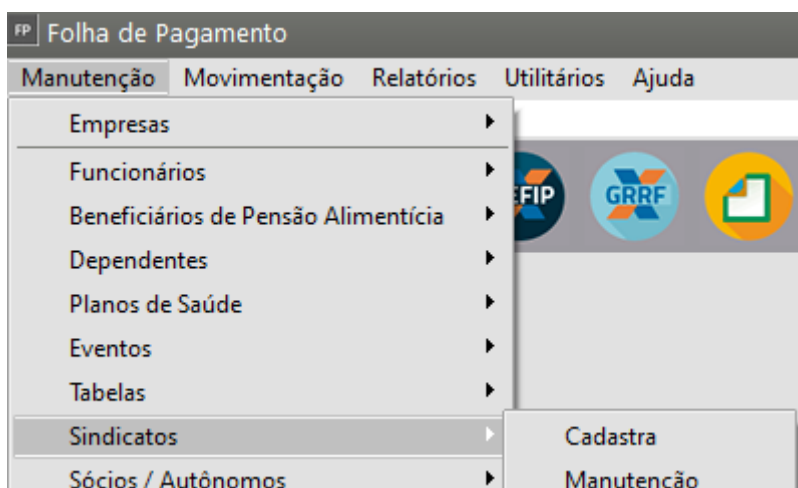 FP Folha de Pagamento
Manutenção Movimentação Relatórios Utilitários Ajuda
Empresas
Funcionários
EFIP GRRF
Beneficiários de Pensão Alimentícia
Dependentes
Planos de Saúde
Eventos
Tabelas
Sindicatos Cadastra
Sócios / Autônomos Manutenção